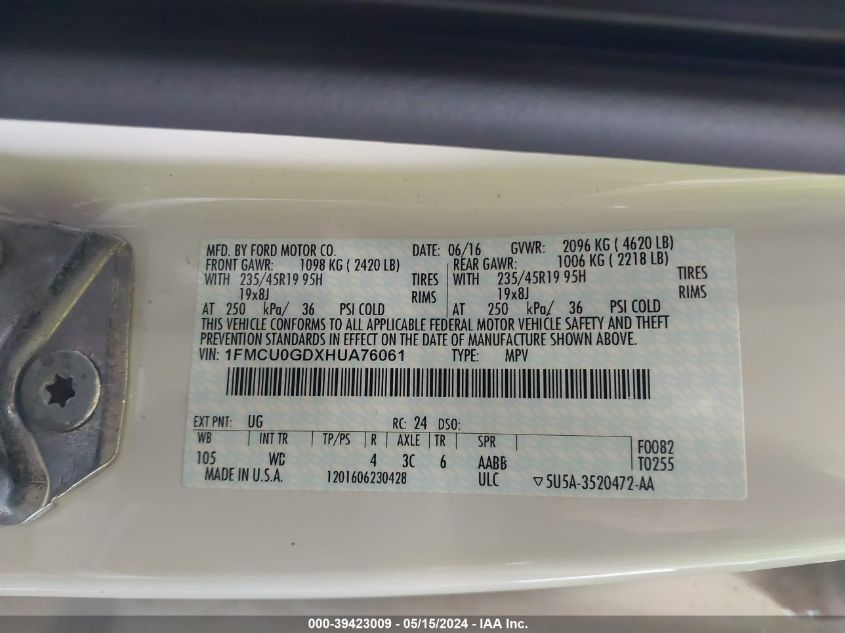 MFD. BY FORD MOTOR CO. DATE: 06/16 GVWR: 2096 KG ( 4620 LB)
FRONT GAWR: 1098 KG ( 2420 LB) REAR GAWR: 1006 KG ( 2218 LB)
WITH 235/45R19 95H TIRES WITH 235/45R19 95H TIRES
19x8J RIMS 19x8J RIMS
AT 250 kPa/ 36 PSI COLD AT 250 kPa/ 36 PSI COLD
THIS VEHICLE CONFORMS TO ALL APPLICABLE FEDERAL MOTOR VEHICLE SAFETY AND THEFT
PREVENTION STANDARDS IN EFFECT ON THE DATE OF MANUFACTURE SHOWN ABOVE.
VIN: 1FMCU0GDXHUA76061 TYPE: MPV
EXT PNT: UG RC: 24 DSO:
WB INT TR TP/PS R AXLE TR SPR F0082
105 WD 4 3C 6 AABB T0255
MADE IN U.S.A. 1201606230428 ULC ▽5U5A-3520472-AA
000-39423009 - 05/15/2024 - IAA Inc.